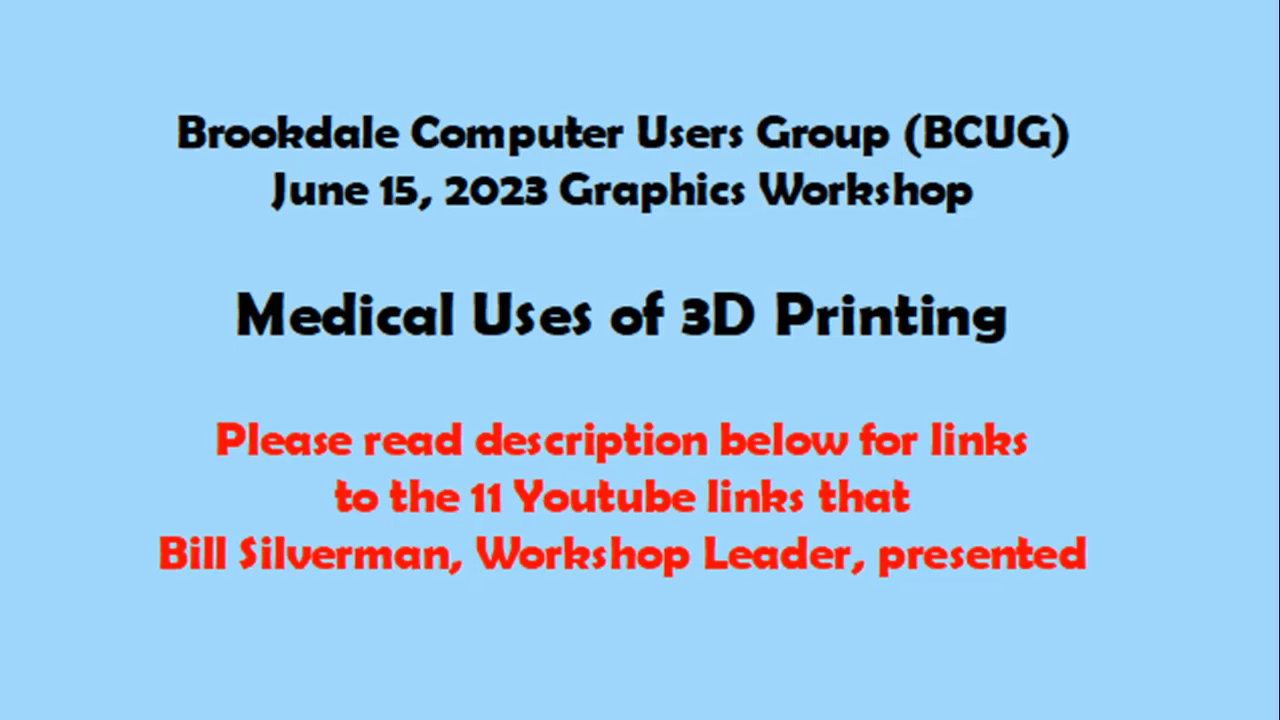 Brookdale Computer Users Group (BCUG)
June 15, 2023 Graphics Workshop
Medical Uses of 3D Printing
Please read description below for links
to the 11 Youtube links that
Bill Silverman, Workshop Leader, presented